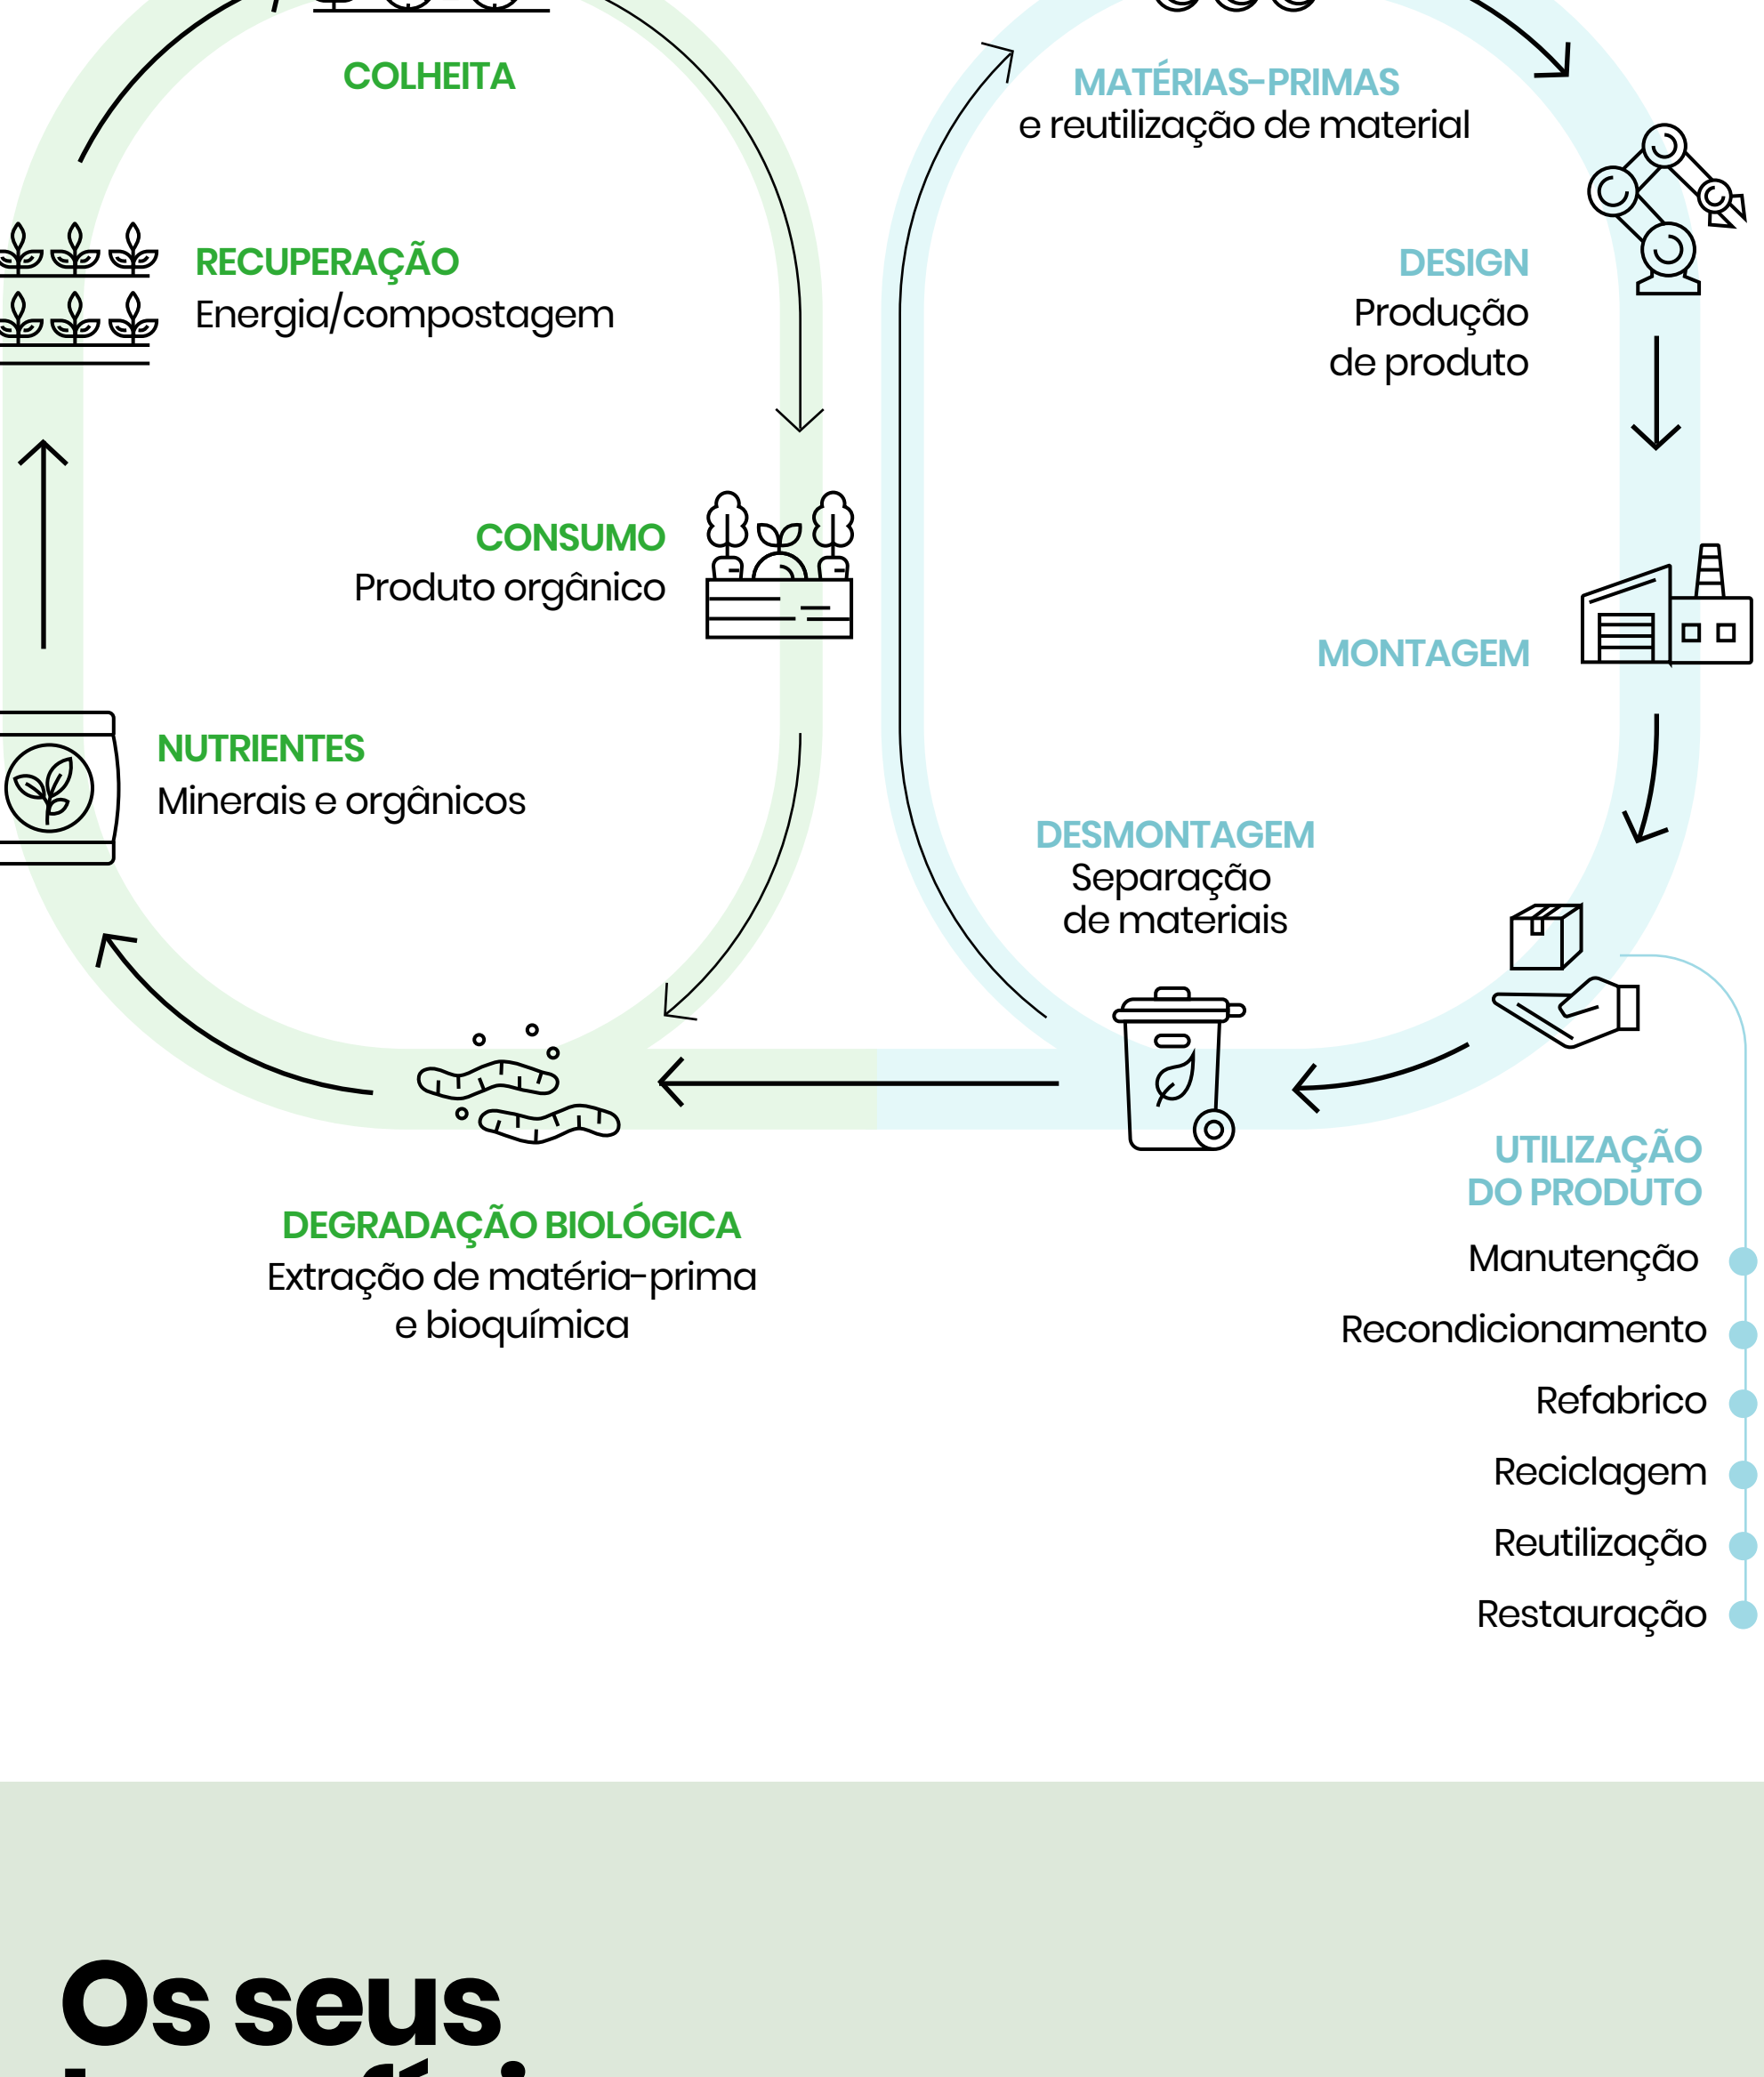 COLHEITA
RECUPERAÇÃO
Energia/compostagem
CONSUMO
Produto orgânico
NUTRIENTES
Minerais e orgânicos
DEGRADAÇÃO BIOLÓGICA
Extração de matéria-prima
e bioquímica
MATÉRIAS-PRIMAS
e reutilização de material
DESIGN
Produção
de produto
MONTAGEM
DESMONTAGEM
Separação
de materiais
UTILIZAÇÃO
DO PRODUTO
Manutenção
Recondicionamento
Refabrico
Reciclagem
Reutilização
Restauração
Os seus